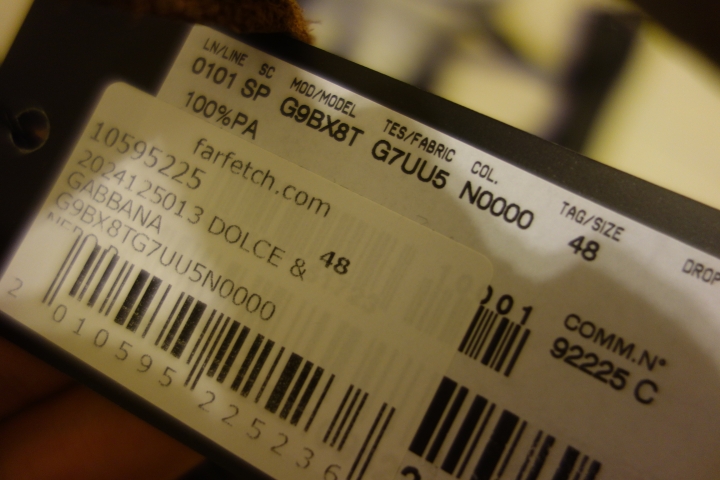 LN/LINE SC MOD/MODEL TES/FABRIC COL. TAG/SIZE DROP
0101 SP G9BX8T G7UU5 N0000 48
100%PA
COMM.N°
92225 C
farfetch.com
10595225
2024125013 DOLCE & 48
GABBANA
G9BX8TG7UU5N0000
2 010595 225236